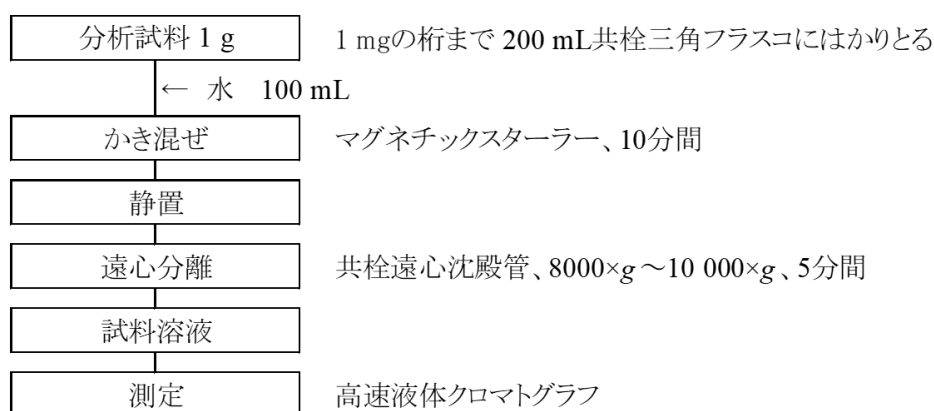 分析試料 1 g 1 mgの桁まで 200 mL共栓三角フラスコにはかりとる
← 水 100 mL
かき混ぜ マグネチックスターラー、10分間
静置
遠心分離 共栓遠心沈殿管、8000×g～10 000×g、5分間
試料溶液
測定 高速液体クロマトグラフ